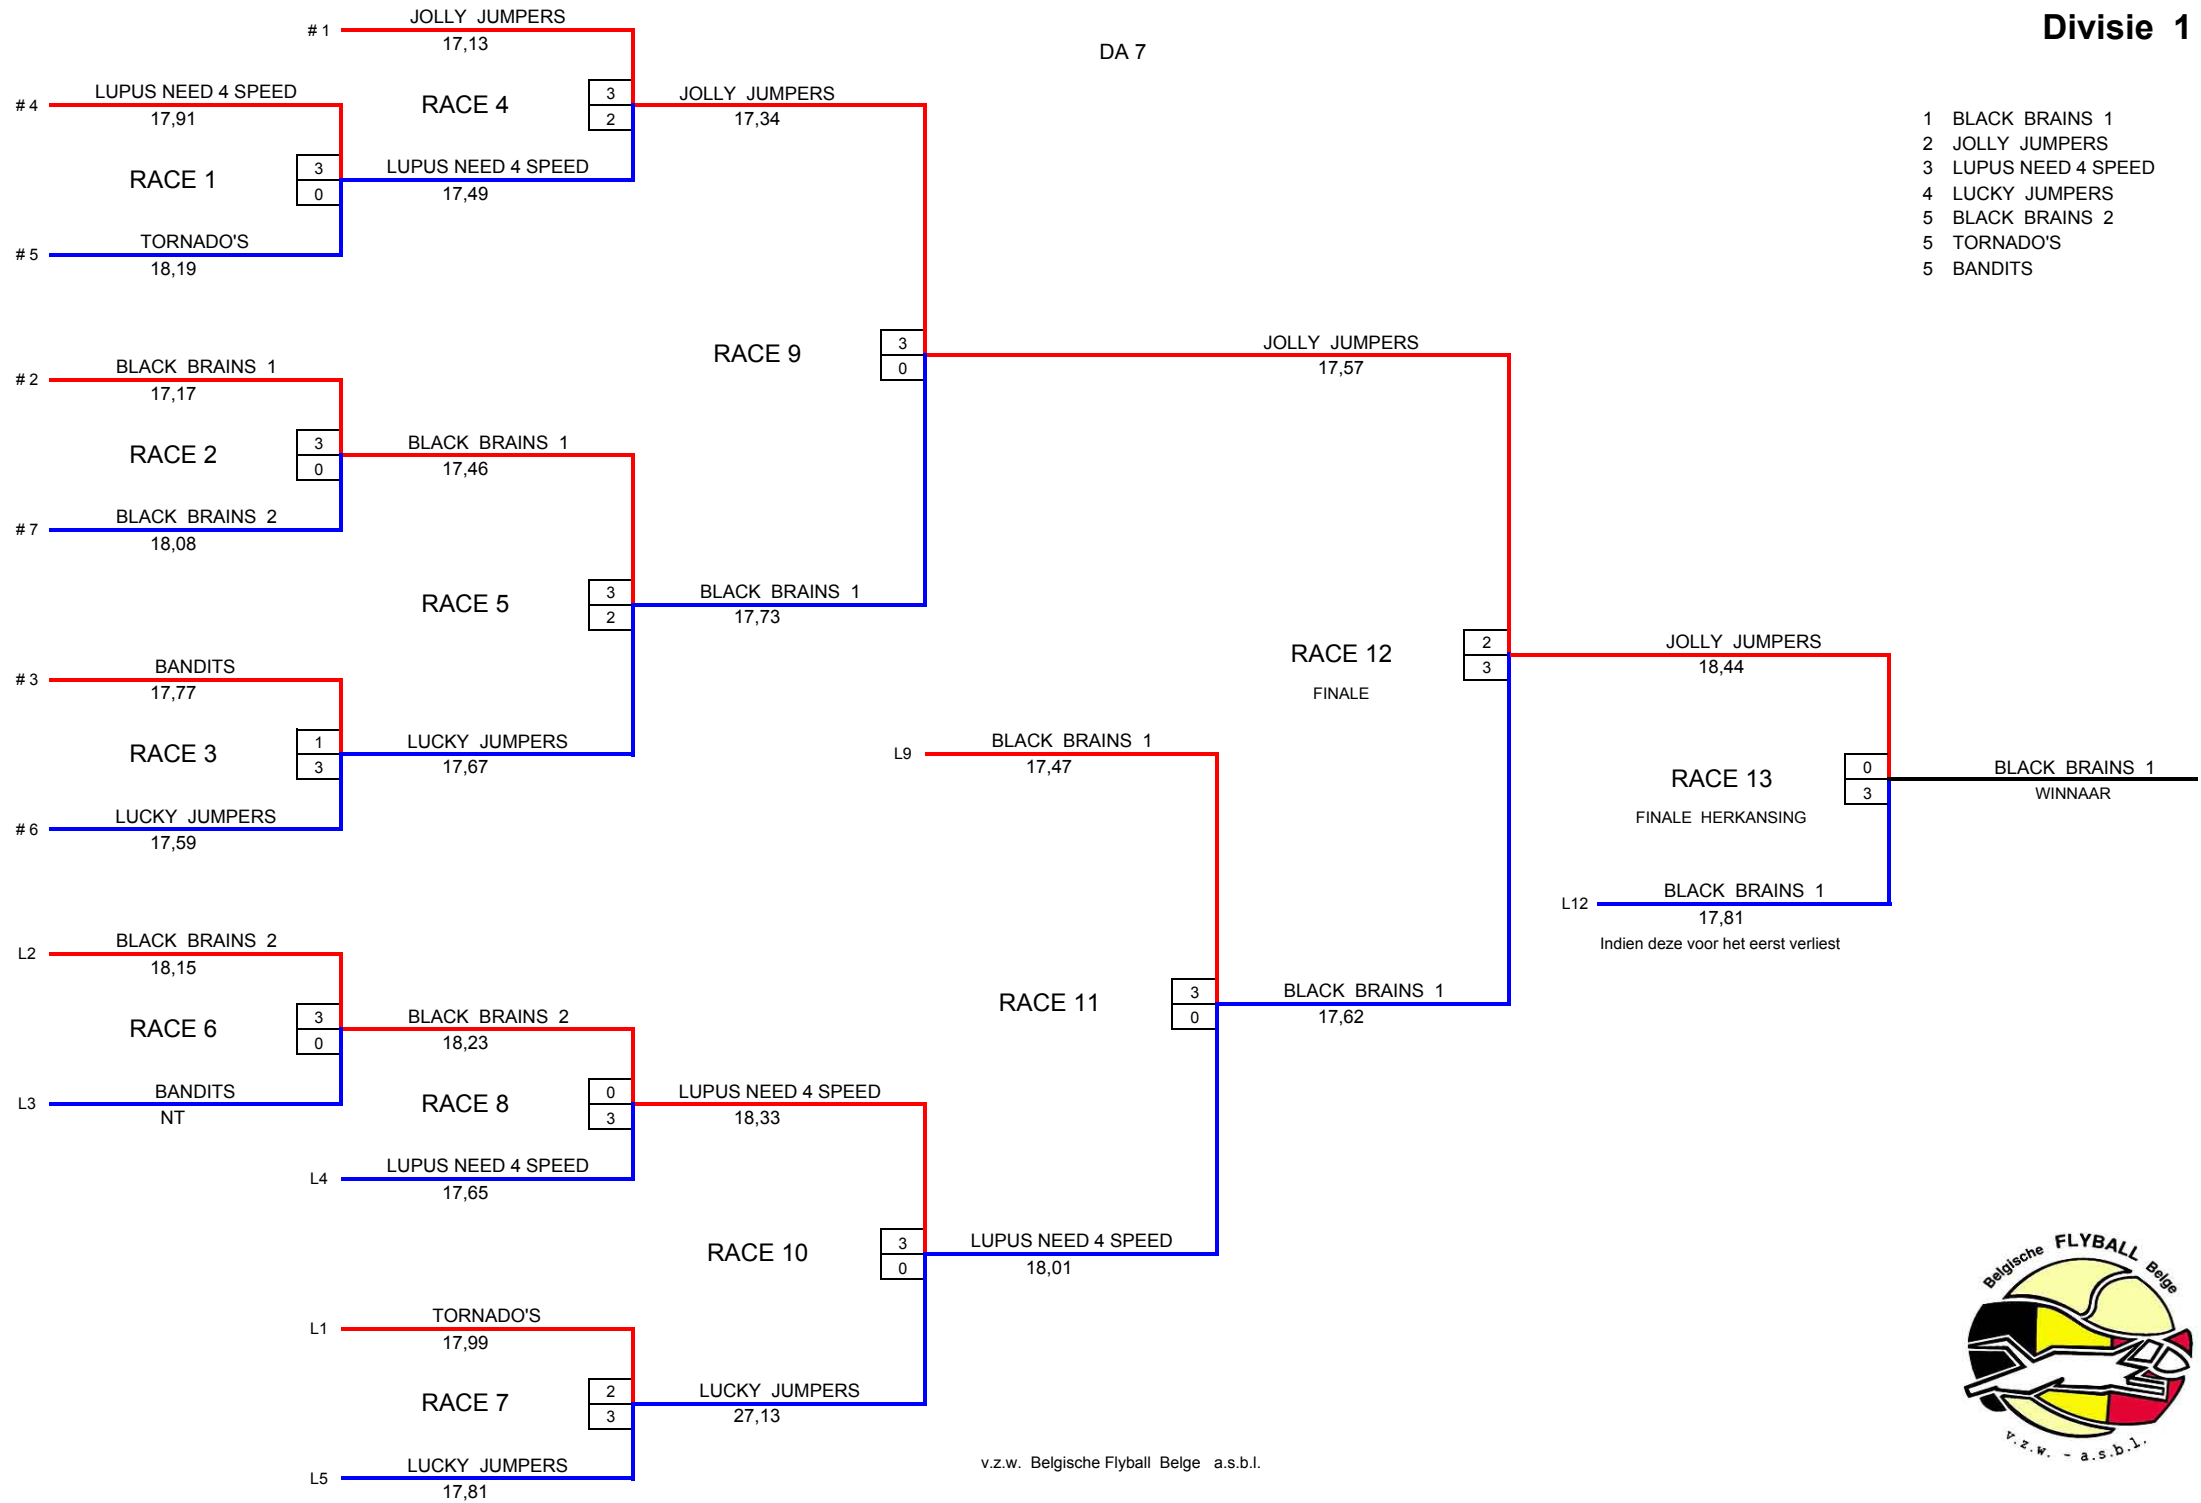 Divisie 1
DA 7
1 BLACK BRAINS 1
2 JOLLY JUMPERS
3 LUPUS NEED 4 SPEED
4 LUCKY JUMPERS
5 BLACK BRAINS 2
5 TORNADO'S
5 BANDITS
# 1
JOLLY JUMPERS
17,13
# 4
LUPUS NEED 4 SPEED
17,91
RACE 1
3
0
# 5
TORNADO'S
18,19
RACE 4
3
2
LUPUS NEED 4 SPEED
17,49
JOLLY JUMPERS
17,34
# 2
BLACK BRAINS 1
17,17
RACE 2
3
0
# 7
BLACK BRAINS 2
18,08
BLACK BRAINS 1
17,46
RACE 5
3
2
# 3
BANDITS
17,77
RACE 3
1
3
# 6
LUCKY JUMPERS
17,59
LUCKY JUMPERS
17,67
RACE 9
3
0
BLACK BRAINS 1
17,73
JOLLY JUMPERS
17,57
RACE 12
FINALE
2
3
L9
BLACK BRAINS 1
17,47
RACE 11
3
0
BLACK BRAINS 1
17,62
JOLLY JUMPERS
18,44
RACE 13
FINALE HERKANSING
0
3
BLACK BRAINS 1
WINNAAR
L12
BLACK BRAINS 1
17,81
Indien deze voor het eerst verliest
L2
BLACK BRAINS 2
18,15
RACE 6
3
0
L3
BANDITS
NT
BLACK BRAINS 2
18,23
RACE 8
0
3
L4
LUPUS NEED 4 SPEED
17,65
LUPUS NEED 4 SPEED
18,33
RACE 10
3
0
LUPUS NEED 4 SPEED
18,01
L1
TORNADO'S
17,99
RACE 7
2
3
L5
LUCKY JUMPERS
17,81
LUCKY JUMPERS
27,13
v.z.w. Belgische Flyball Belge a.s.b.l.
Belgische FLYBALL Belge
v.z.w. - a.s.b.l.